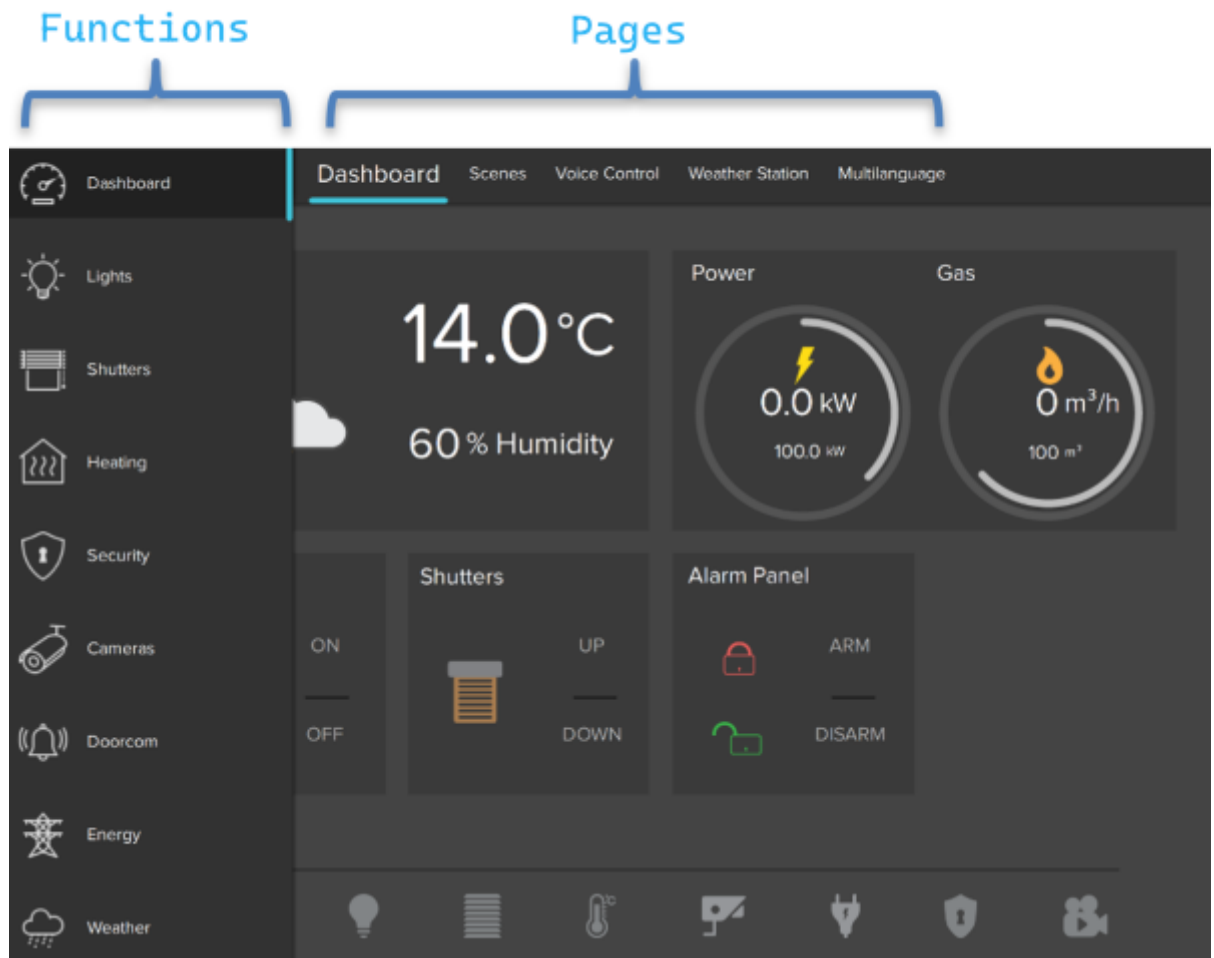 Functions
Pages
Dashboard
Lights
Shutters
Heating
Security
Cameras
Doorcom
Energy
Weather
Dashboard Scenes Voice Control Weather Station Multilanguage
14.0 °C
60 % Humidity
Power
0.0 kW
100.0 kW
Gas
0 m³/h
100 m³
ON
OFF
Shutters
UP
DOWN
Alarm Panel
ARM
DISARM
°C